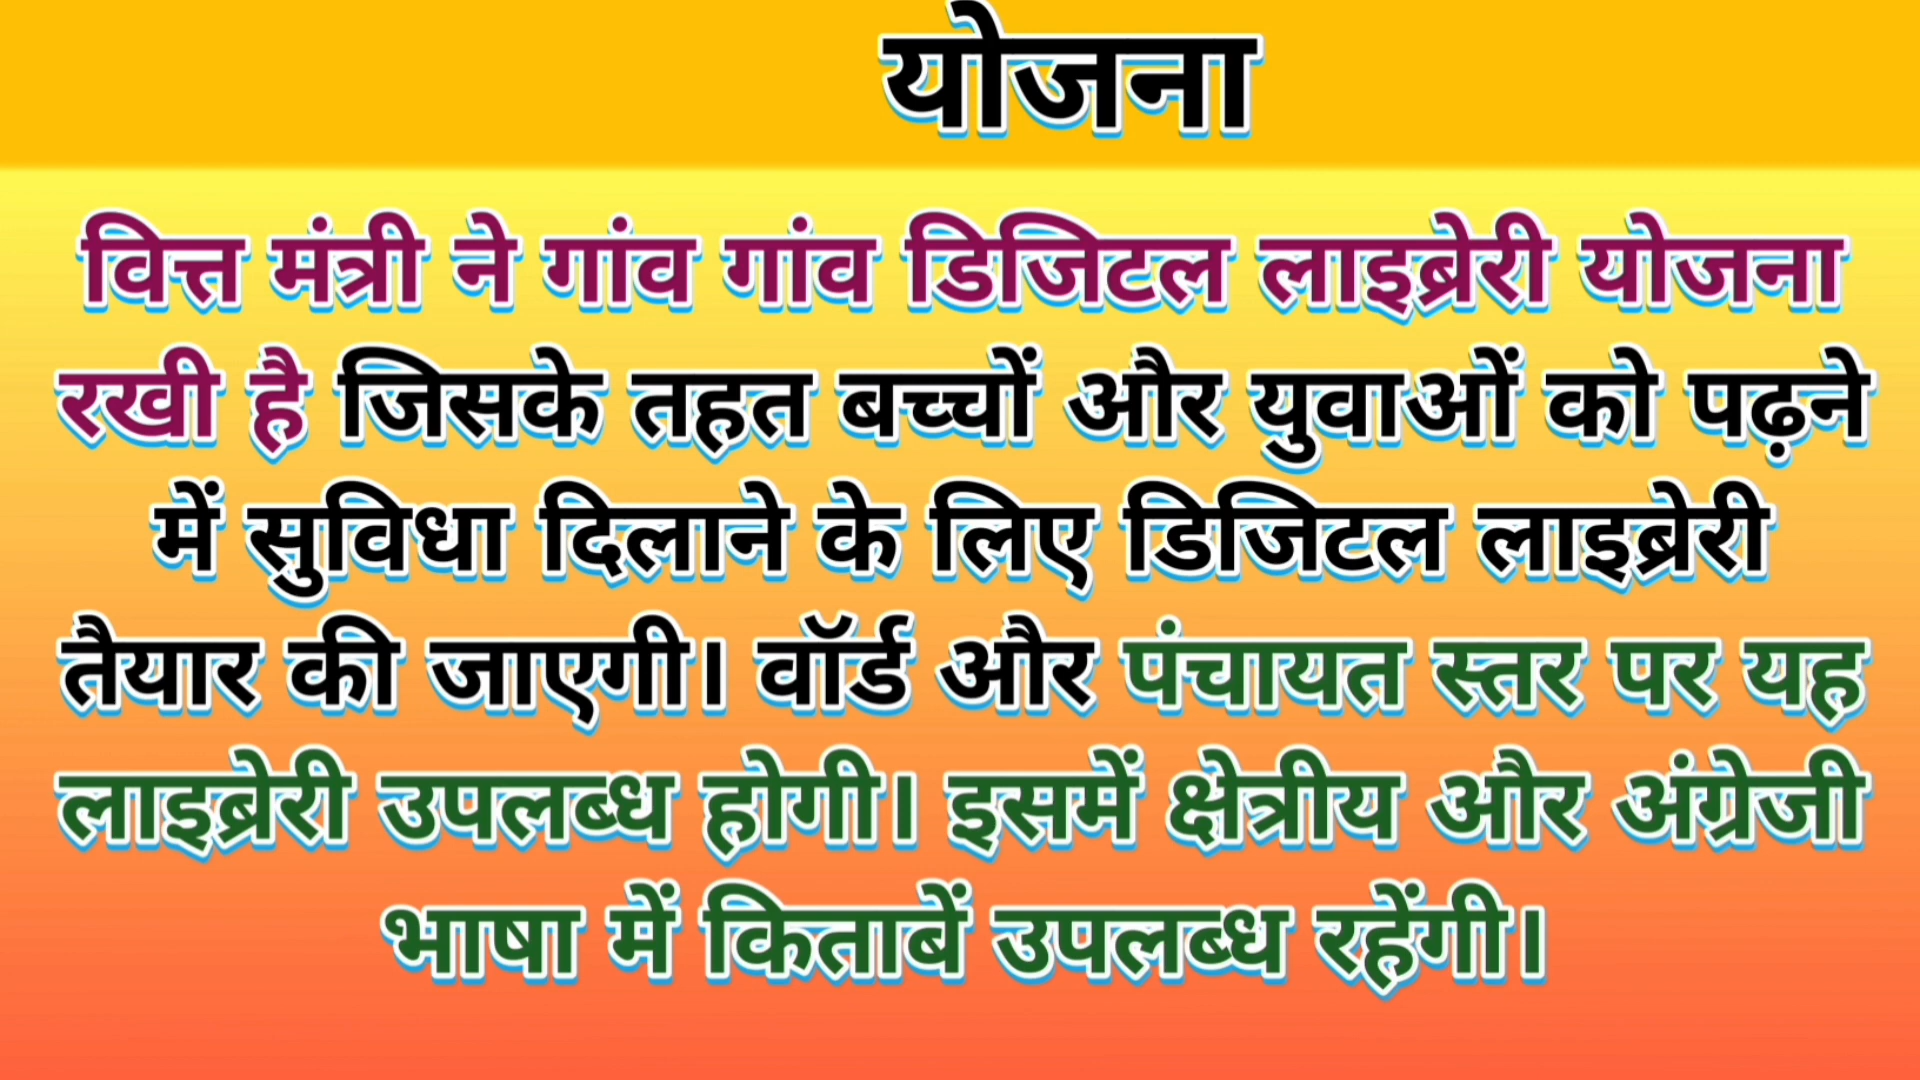 योजना
वित्त मंत्री ने गांव गांव डिजिटल लाइब्रेरी योजना
रखी है जिसके तहत बच्चों और युवाओं को पढ़ने
में सुविधा दिलाने के लिए डिजिटल लाइब्रेरी
तैयार की जाएगी। वॉर्ड और पंचायत स्तर पर यह
लाइब्रेरी उपलब्ध होगी। इसमें क्षेत्रीय और अंग्रेजी
भाषा में किताबें उपलब्ध रहेंगी।